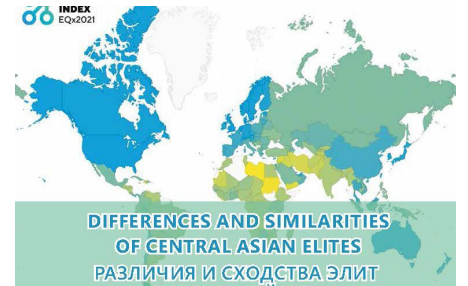 INDEX
EQx2021
DIFFERENCES AND SIMILARITIES
OF CENTRAL ASIAN ELITES
РАЗЛИЧИЯ И СХОДСТВА ЭЛИТ